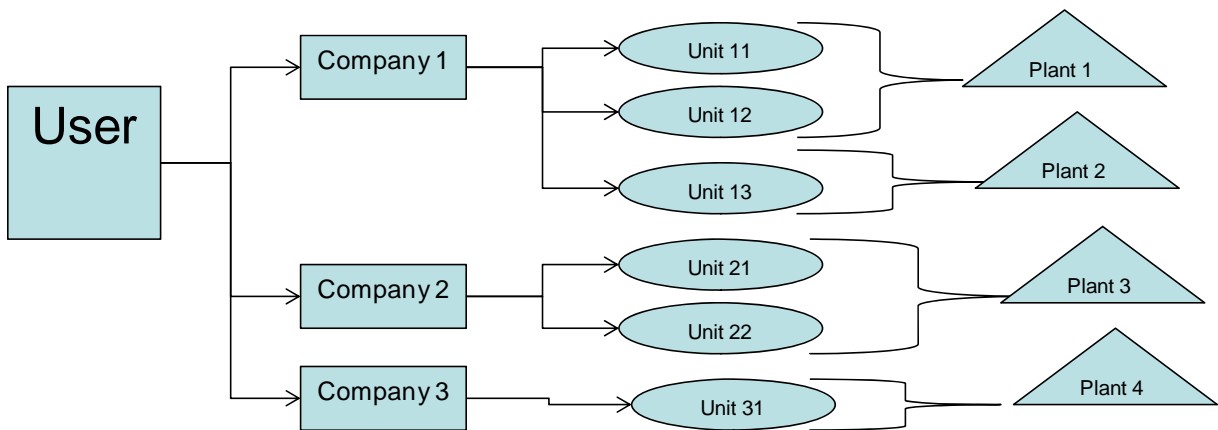 User
Company 1
Unit 11
Unit 12
Unit 13
Plant 1
Plant 2
Company 2
Unit 21
Unit 22
Plant 3
Company 3
Unit 31
Plant 4